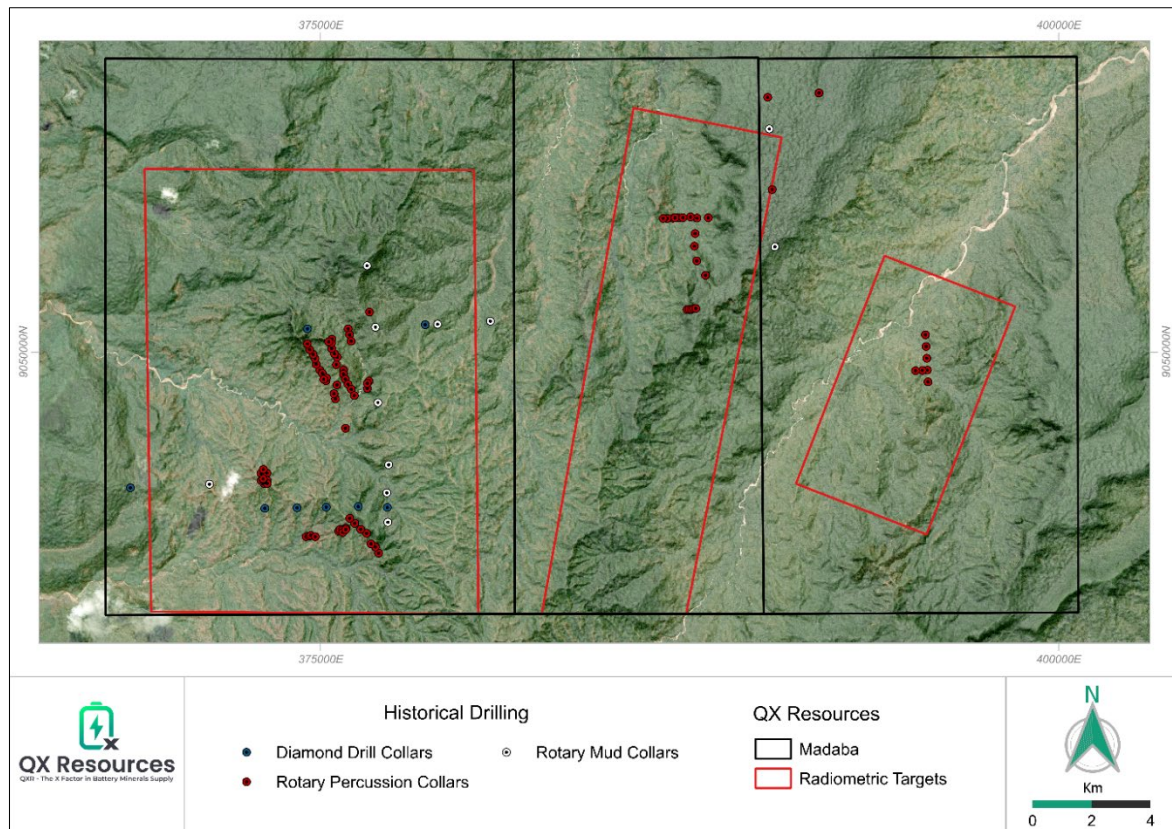 375000E 400000E
9050000N 9050000N
375000E 400000E
QX Resources
QXR - The X Factor in Battery Minerals Supply
Historical Drilling
Diamond Drill Collars
Rotary Mud Collars
Rotary Percussion Collars
QX Resources
Madaba
Radiometric Targets
N
Km
0 2 4